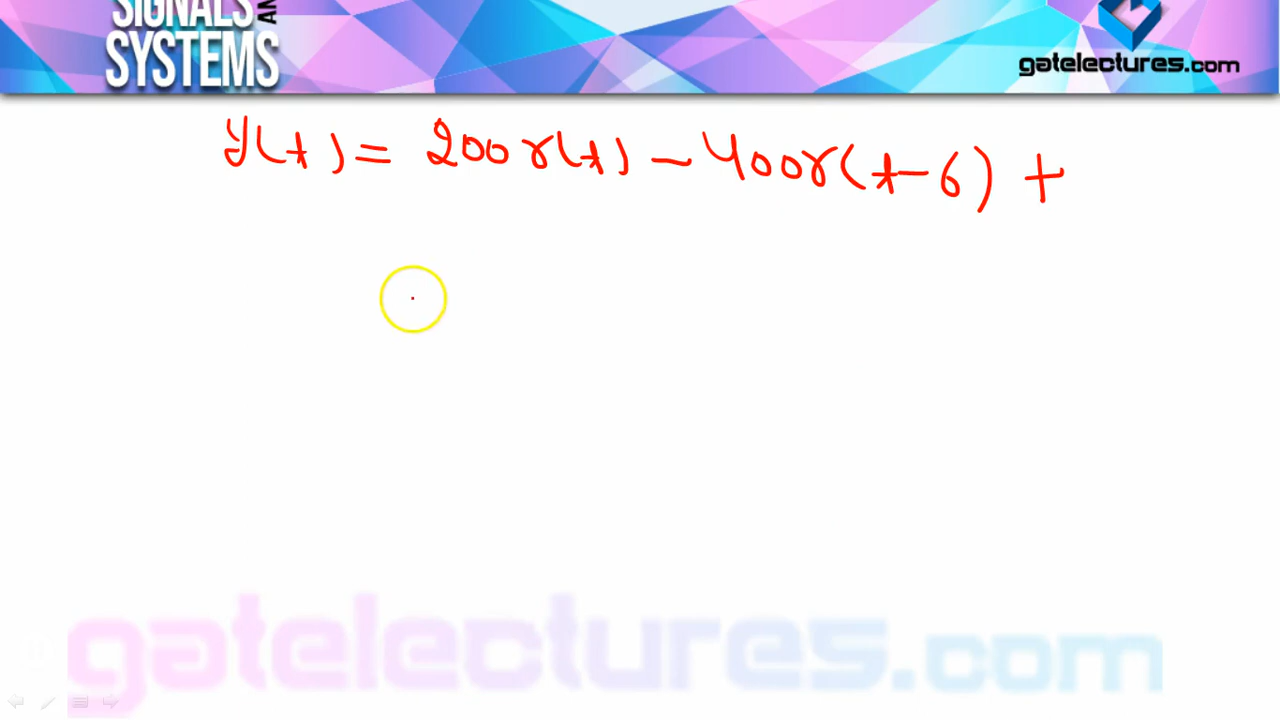 SIGNALS AND
SYSTEMS
gatelectures.com
y(t) = 200r(t) - 400r(t-6) +
gatelectures.com